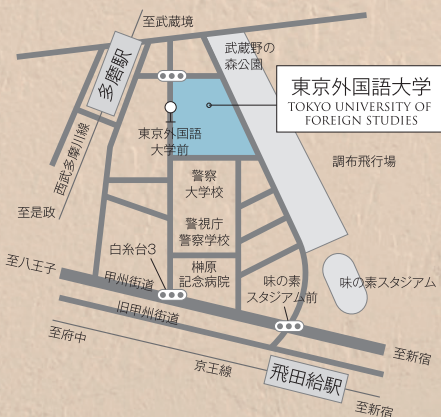 至武蔵境
武蔵野の
森公園
多磨駅
東京外国語大学
TOKYO UNIVERSITY OF
FOREIGN STUDIES
東京外国語
大学前
西武多摩川線
調布飛行場
警察
大学校
至是政
警視庁
警察学校
白糸台3
榊原
記念病院
至八王子
甲州街道
味の素
スタジアム前
味の素スタジアム
旧甲州街道
至府中
京王線
飛田給駅
至新宿
至新宿